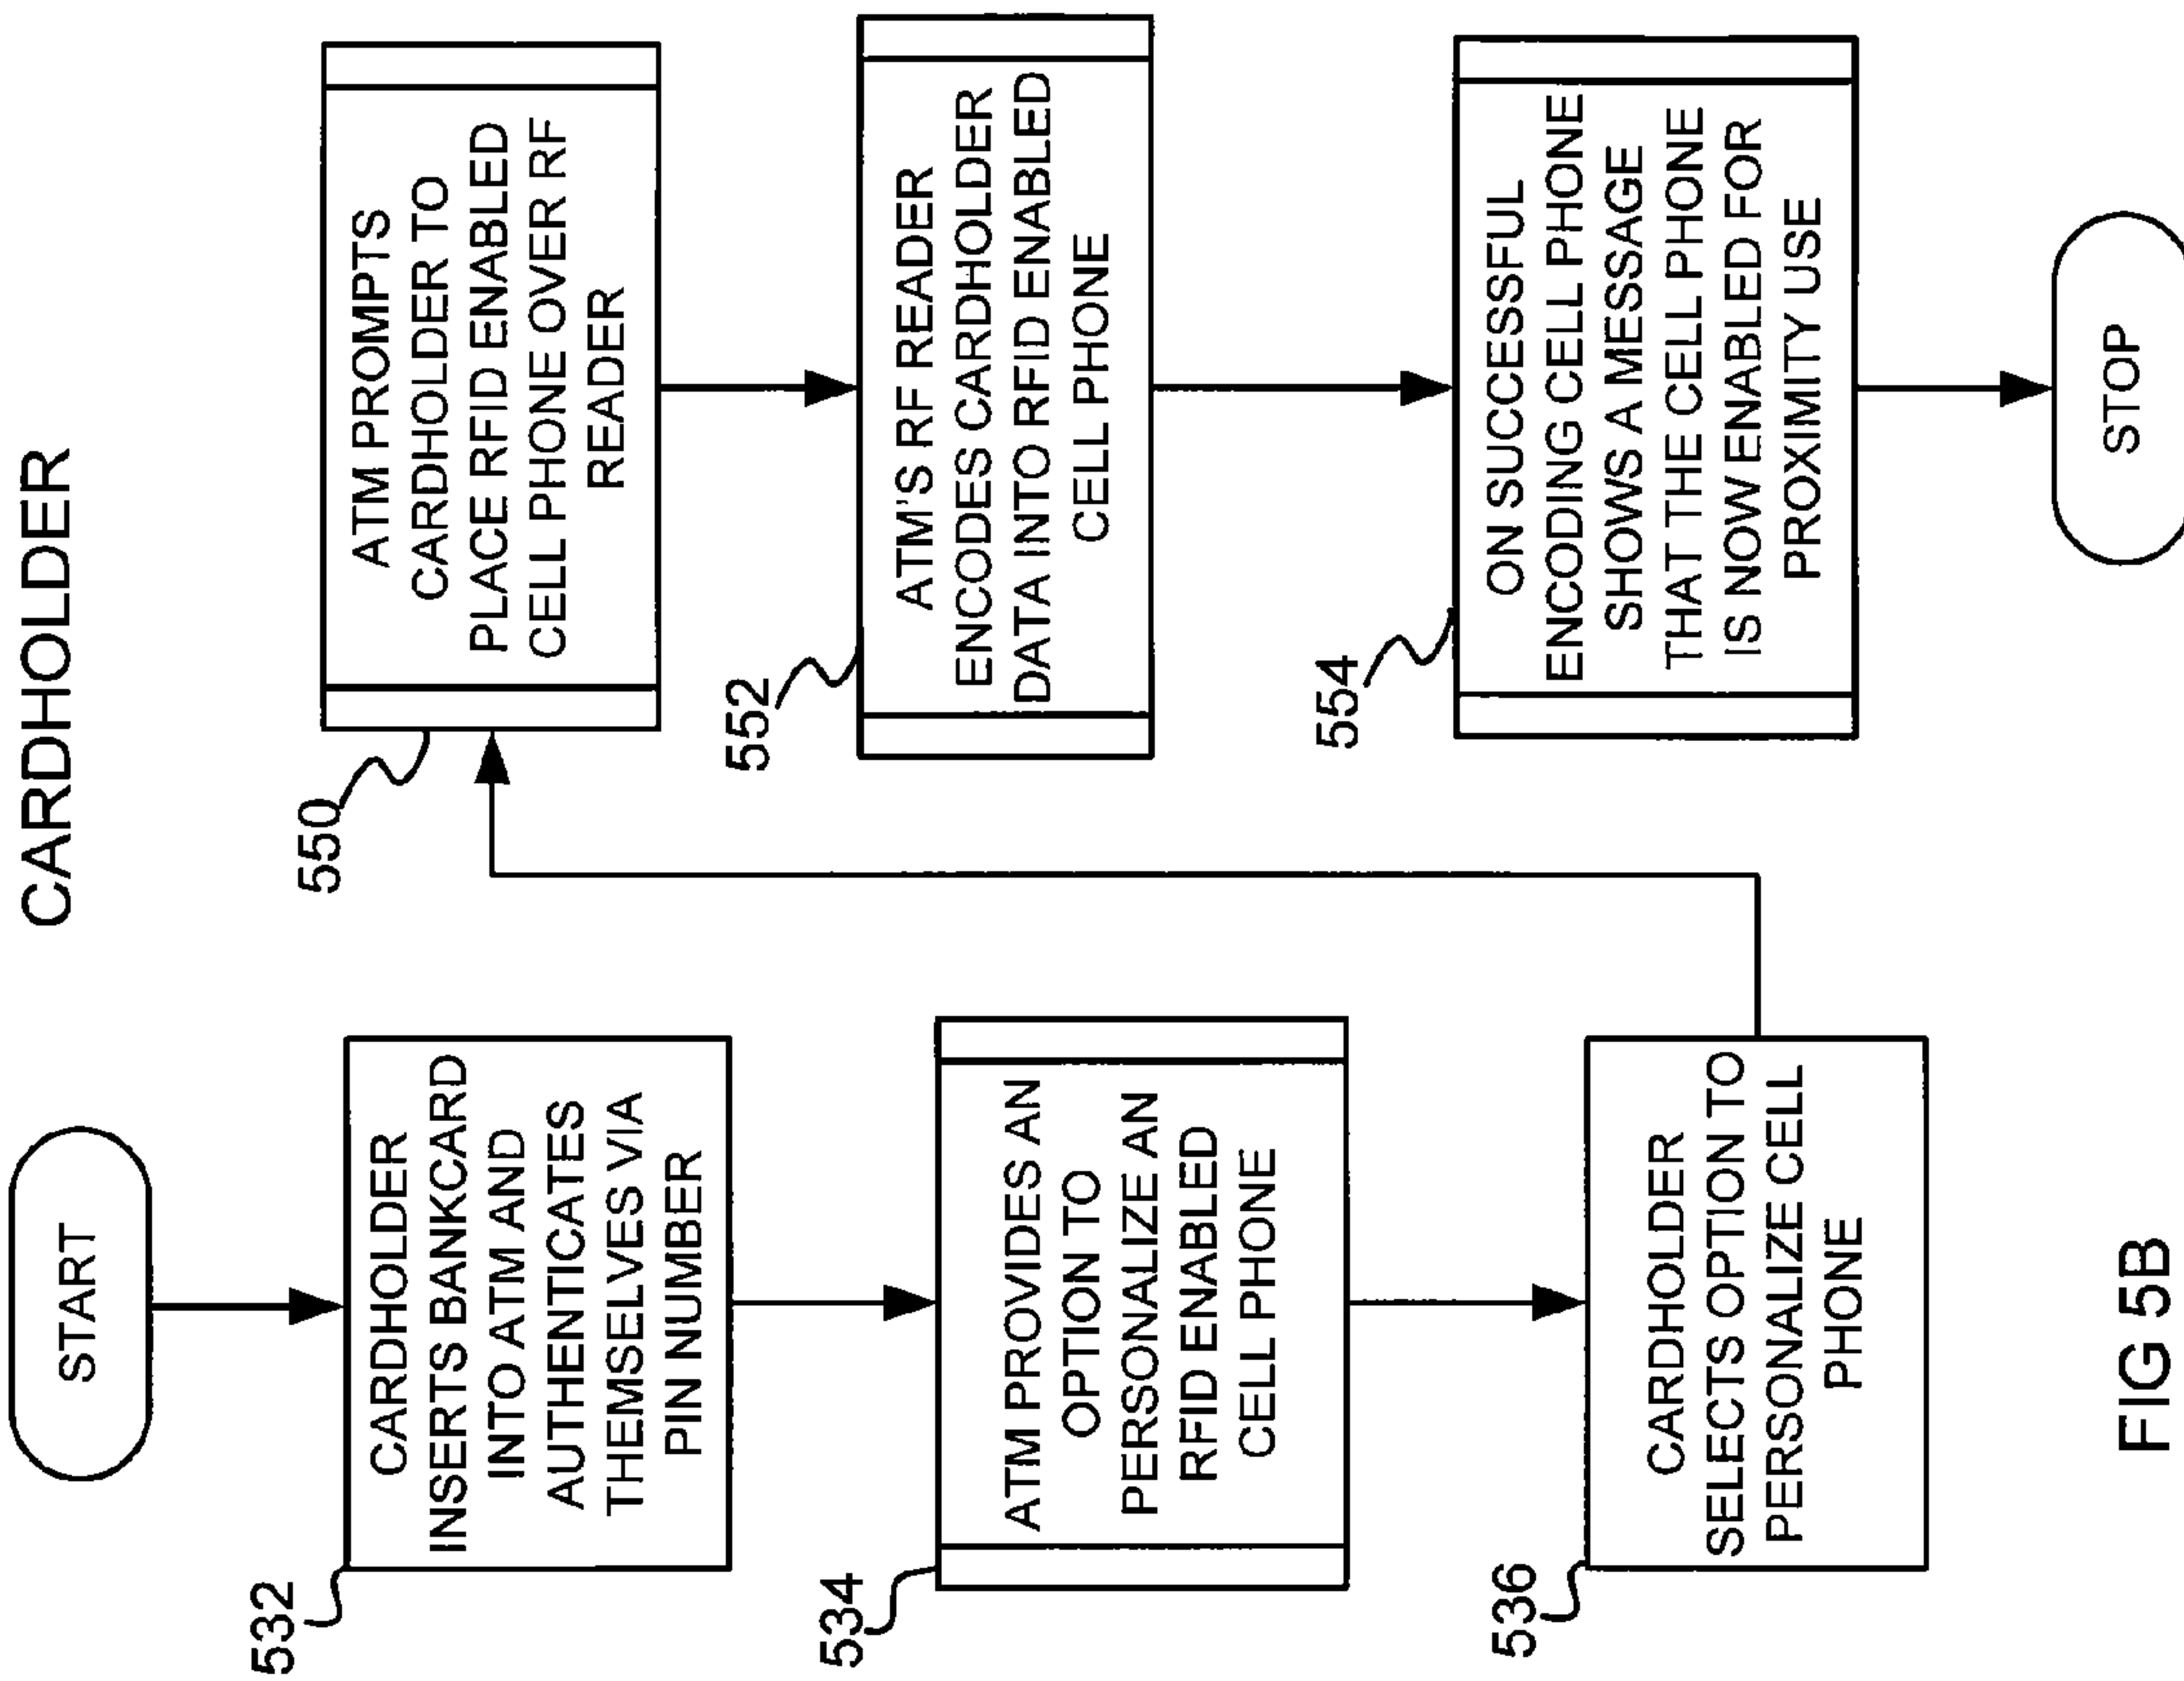 CARDHOLDER
START
532
CARDHOLDER
INSERTS BANKCARD
INTO ATM AND
AUTHENTICATES
THEMSELVES VIA
PIN NUMBER
534
ATM PROVIDES AN
OPTION TO
PERSONALIZE AN
RFID ENABLED
CELL PHONE
536
CARDHOLDER
SELECTS OPTION TO
PERSONALIZE CELL
PHONE
550
ATM PROMPTS
CARDHOLDER TO
PLACE RFID ENABLED
CELL PHONE OVER RF
READER
552
ATM'S RF READER
ENCODES CARDHOLDER
DATA INTO RFID ENABLED
CELL PHONE
554
ON SUCCESSFUL
ENCODING CELL PHONE
SHOWS A MESSAGE
THAT THE CELL PHONE
IS NOW ENABLED FOR
PROXIMITY USE
STOP
FIG 5B